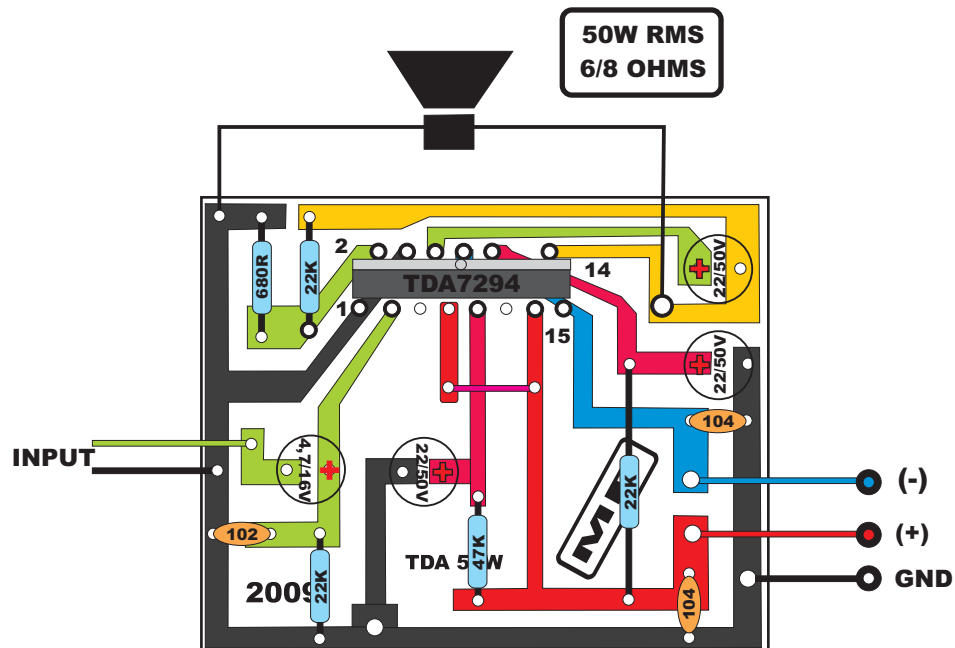 50W RMS
6/8 OHMS
2
680R
22K
TDA7294
14
22/50V
1
15
22/50V
104
INPUT
4,7/16V
22/50V
22K
(-)
102
47K
(+)
TDA 5 W
2009
22K
104
GND